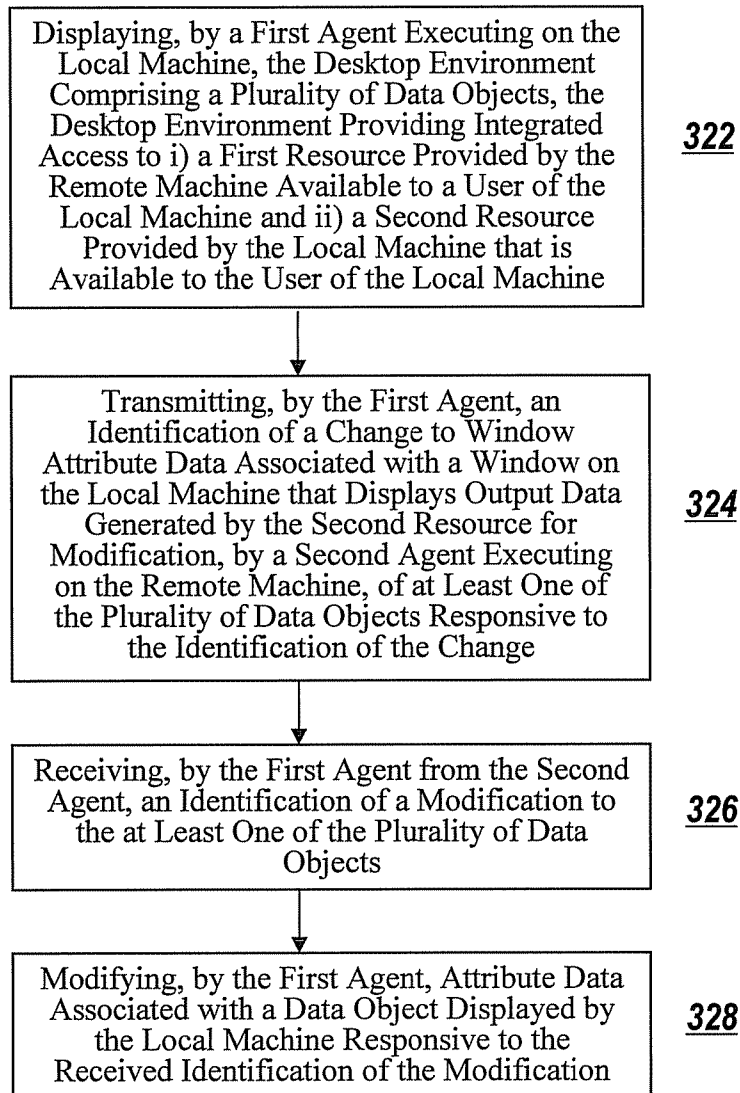 Displaying, by a First Agent Executing on the
Local Machine, the Desktop Environment
Comprising a Plurality of Data Objects, the
Desktop Environment Providing Integrated
Access to i) a First Resource Provided by the
Remote Machine Available to a User of the
Local Machine and ii) a Second Resource
Provided by the Local Machine that is
Available to the User of the Local Machine
322
Transmitting, by the First Agent, an
Identification of a Change to Window
Attribute Data Associated with a Window on
the Local Machine that Displays Output Data
Generated by the Second Resource for
Modification, by a Second Agent Executing
on the Remote Machine, of at Least One of
the Plurality of Data Objects Responsive to
the Identification of the Change
324
Receiving, by the First Agent from the Second
Agent, an Identification of a Modification to
the at Least One of the Plurality of Data
Objects
326
Modifying, by the First Agent, Attribute Data
Associated with a Data Object Displayed by
the Local Machine Responsive to the
Received Identification of the Modification
328